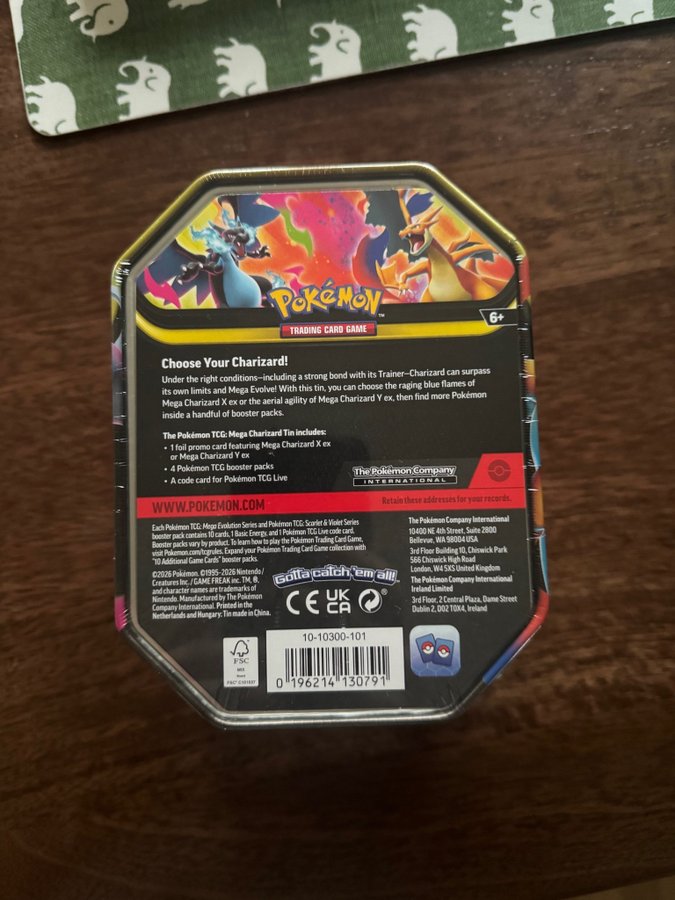 POKéMON™
TRADING CARD GAME
6+
Choose Your Charizard!
Under the right conditions—including a strong bond with its Trainer—Charizard can surpass
its own limits and Mega Evolve! With this tin, you can choose the raging blue flames of
Mega Charizard X ex or the aerial agility of Mega Charizard Y ex, then find more Pokémon
inside a handful of booster packs.
The Pokémon TCG: Mega Charizard Tin includes:
• 1 foil promo card featuring Mega Charizard X ex
or Mega Charizard Y ex
• 4 Pokémon TCG booster packs
• A code card for Pokémon TCG Live
The Pokémon Company
INTERNATIONAL
WWW.POKEMON.COM
Retain these addresses for your records.
Each Pokémon TCG: Mega Evolution Series and Pokémon TCG: Scarlet & Violet Series
booster pack contains 10 cards, 1 Basic Energy, and 1 Pokémon TCG Live code card.
Booster packs vary by product. To learn how to play the Pokémon Trading Card Game,
visit Pokemon.com/tcgrules. Expand your Pokémon Trading Card Game collection with
"10 Additional Game Cards" booster packs.
©2026 Pokémon. ©1995–2026 Nintendo /
Creatures Inc. / GAME FREAK inc. TM, ®,
and character names are trademarks of
Nintendo. Manufactured by The Pokémon
Company International. Printed in the
Netherlands and Hungary; Tin made in China.
Gotta catch 'em all!
CE UK
CA
The Pokémon Company International
10400 NE 4th Street, Suite 2800
Bellevue, WA 98004 USA
3rd Floor Building 10, Chiswick Park
566 Chiswick High Road
London, W4 5XS United Kingdom
The Pokémon Company International
Ireland Limited
3rd Floor, 2 Central Plaza, Dame Street
Dublin 2, D02 T0X4, Ireland
FSC
MIX
Board
FSC® C101537
10-10300-101
0 196214 130791